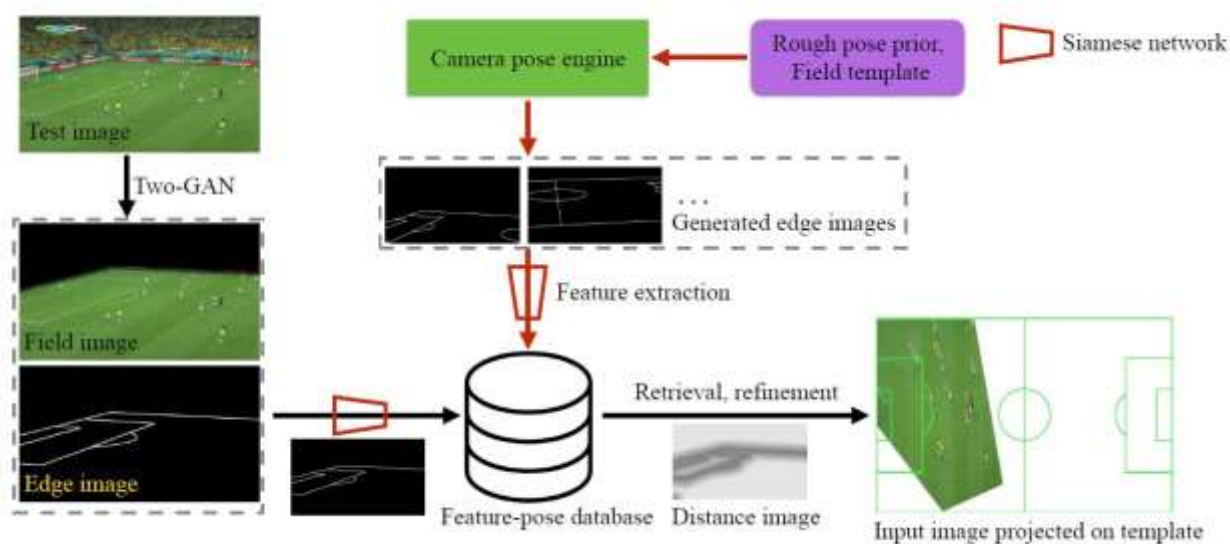 Test image
Camera pose engine
Rough pose prior,
Field template
Siamese network
Two-GAN
Field image
Edge image
. . .
Generated edge images
Feature extraction
Feature-pose database
Retrieval, refinement
Distance image
Input image projected on template